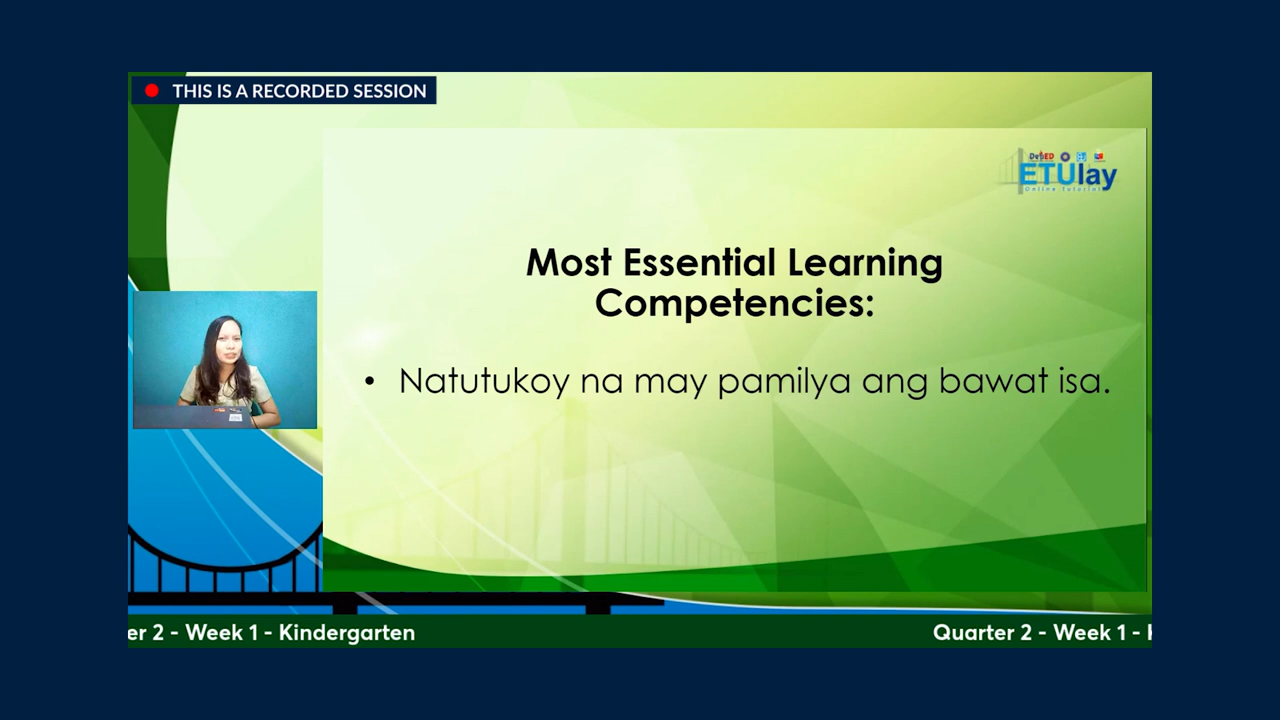 THIS IS A RECORDED SESSION
DepED
ETUlay
Online Tutorial
Most Essential Learning
Competencies:
• Natutukoy na may pamilya ang bawat isa.
er 2 - Week 1 - Kindergarten
Quarter 2 - Week 1 -